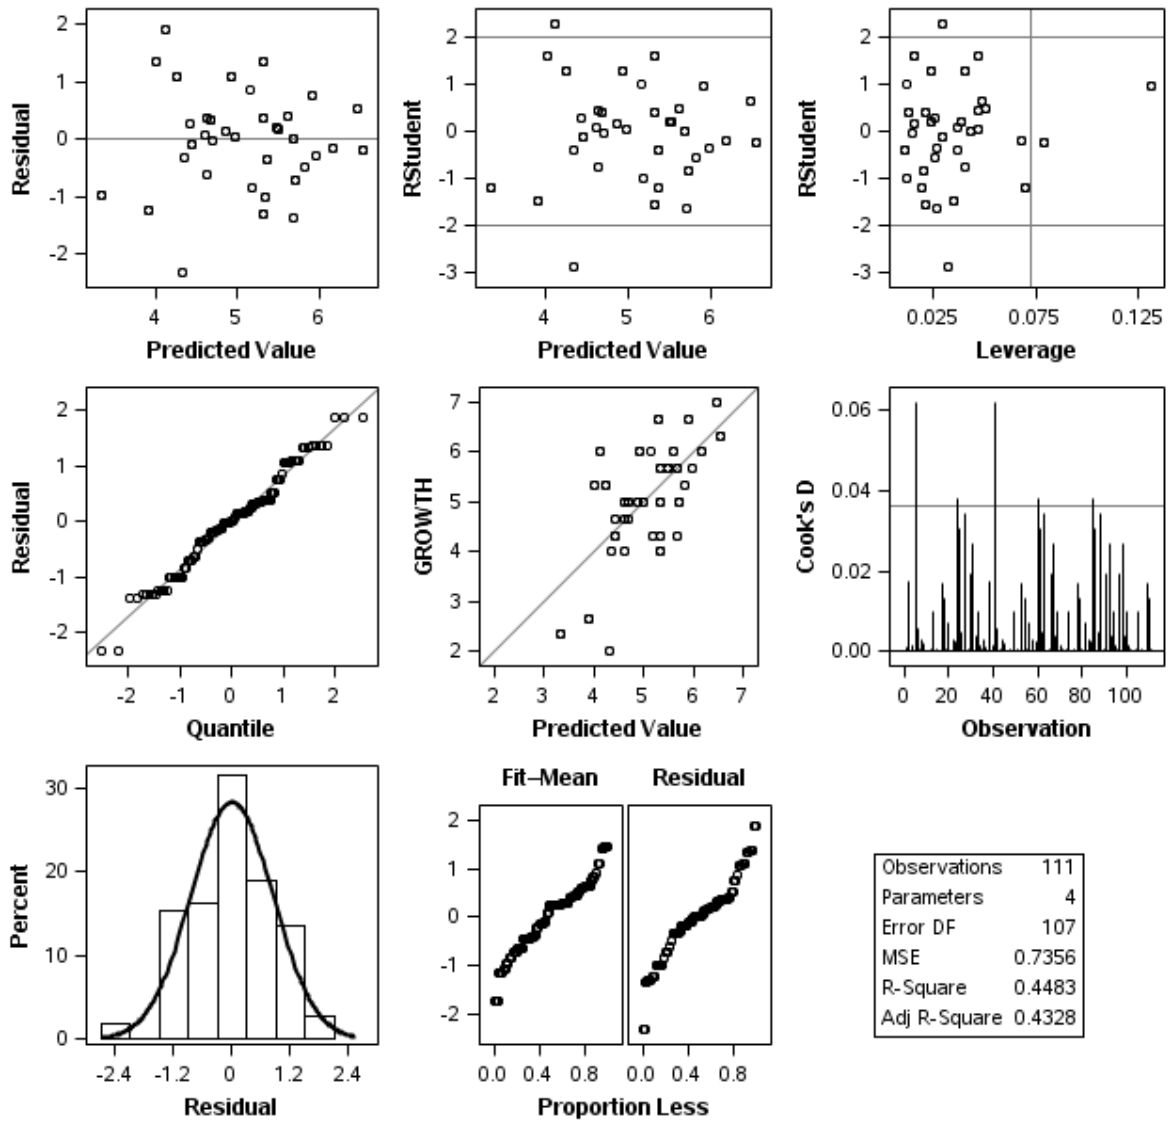 2
1
0
-1
-2
Residual
4 5 6
Predicted Value
2
1
0
-1
-2
-3
RStudent
4 5 6
Predicted Value
2
1
0
-1
-2
-3
RStudent
0.025 0.075 0.125
Leverage
2
1
0
-1
-2
Residual
-2 -1 0 1 2
Quantile
7
6
5
4
3
2
GROWTH
2 3 4 5 6 7
Predicted Value
0.06
0.04
0.02
0.00
Cook's D
0 20 40 60 80 100
Observation
30
20
10
0
Percent
-2.4 -1.2 0 1.2 2.4
Residual
Fit–Mean Residual
2
1
0
-1
-2
0.0 0.4 0.8 0.0 0.4 0.8
Proportion Less
Observations 111
Parameters 4
Error DF 107
MSE 0.7356
R-Square 0.4483
Adj R-Square 0.4328